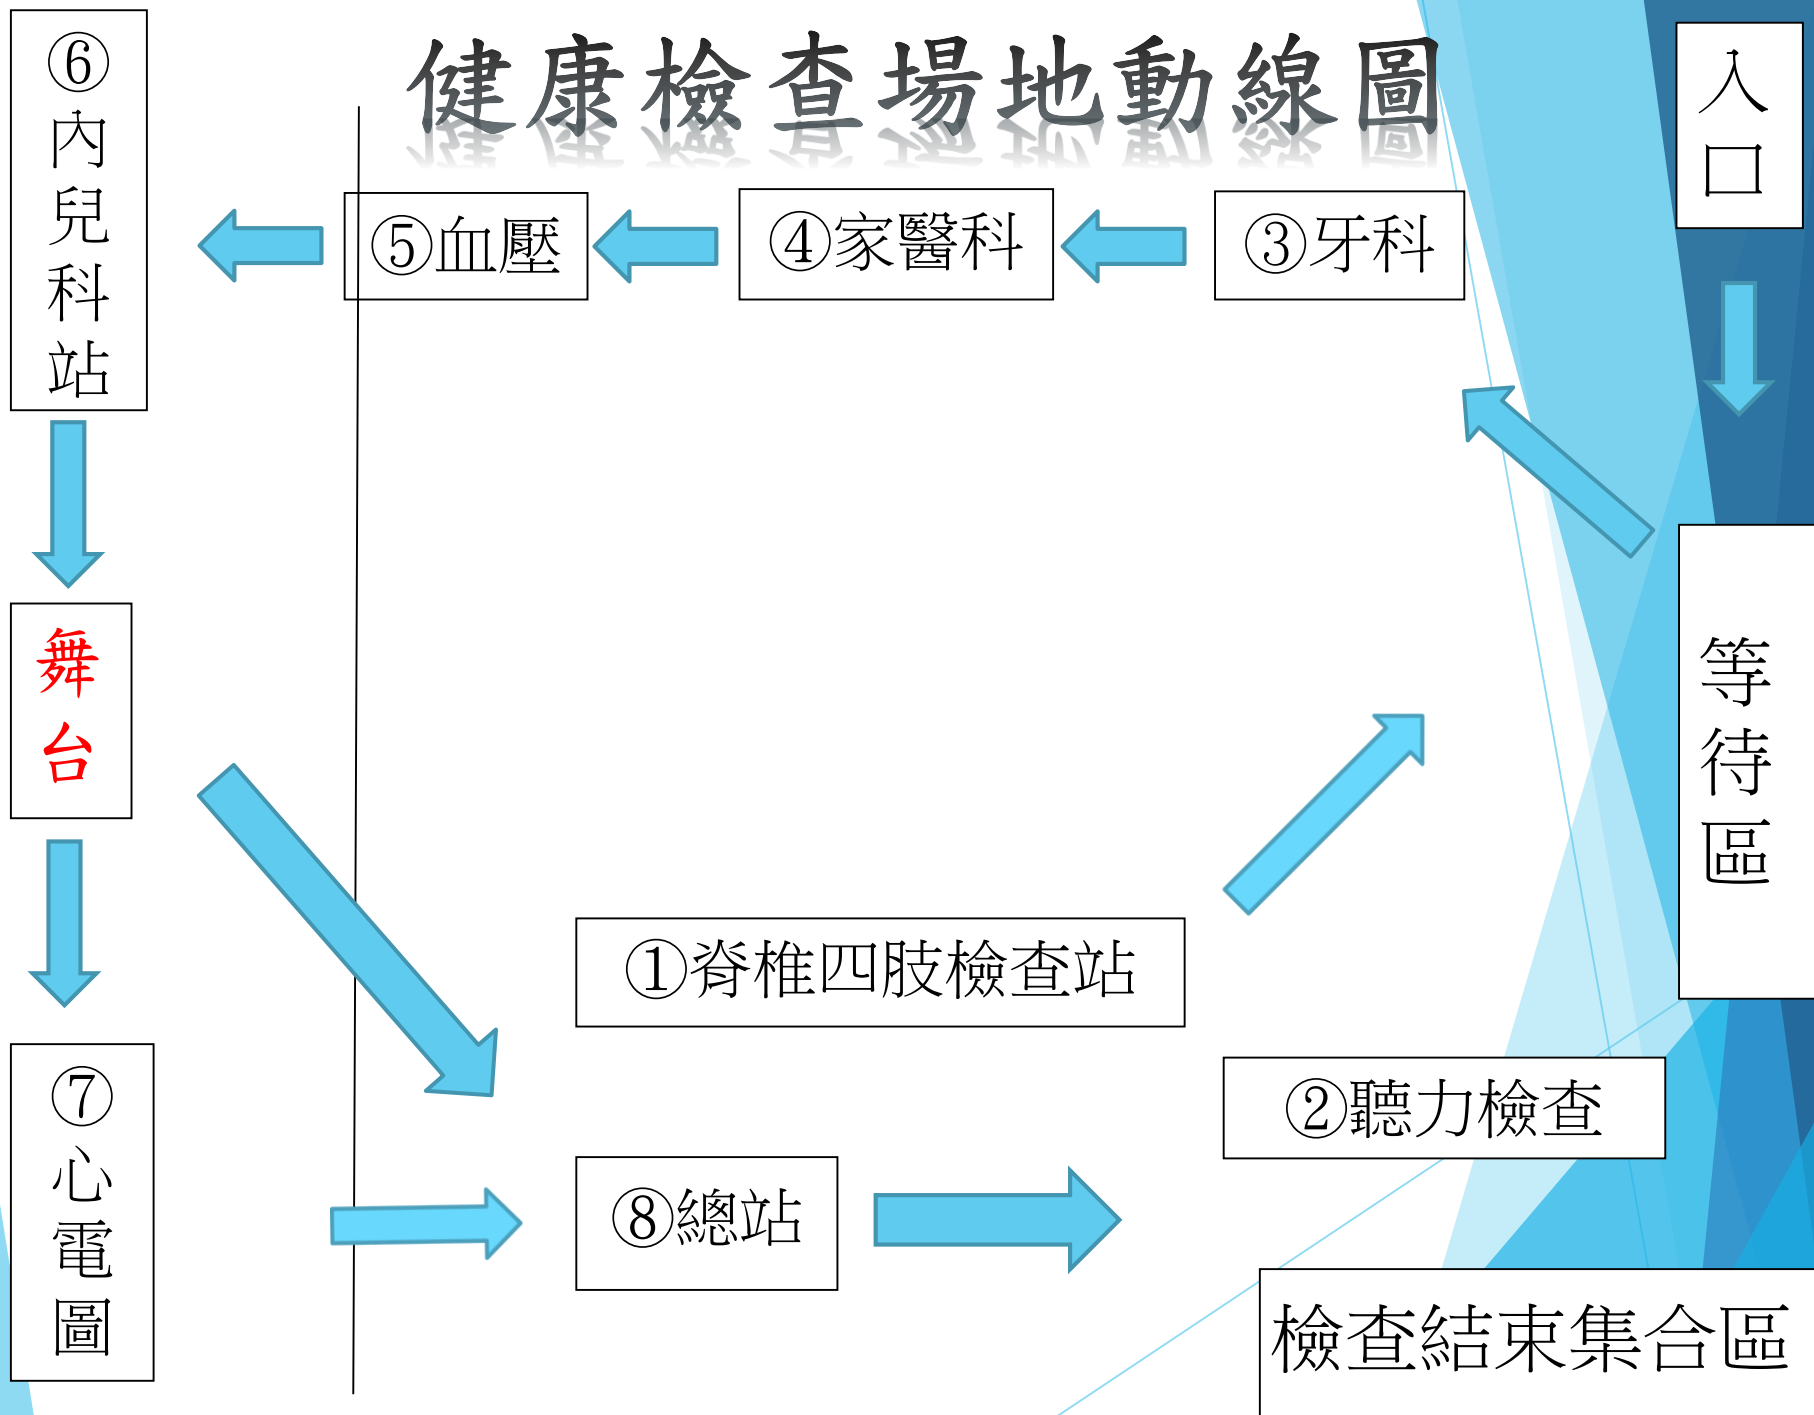 健康檢查場地動線圖
入口
⑥內兒科站
⑤血壓
④家醫科
③牙科
等待區
舞台
①脊椎四肢檢查站
②聽力檢查
⑦心電圖
⑧總站
檢查結束集合區